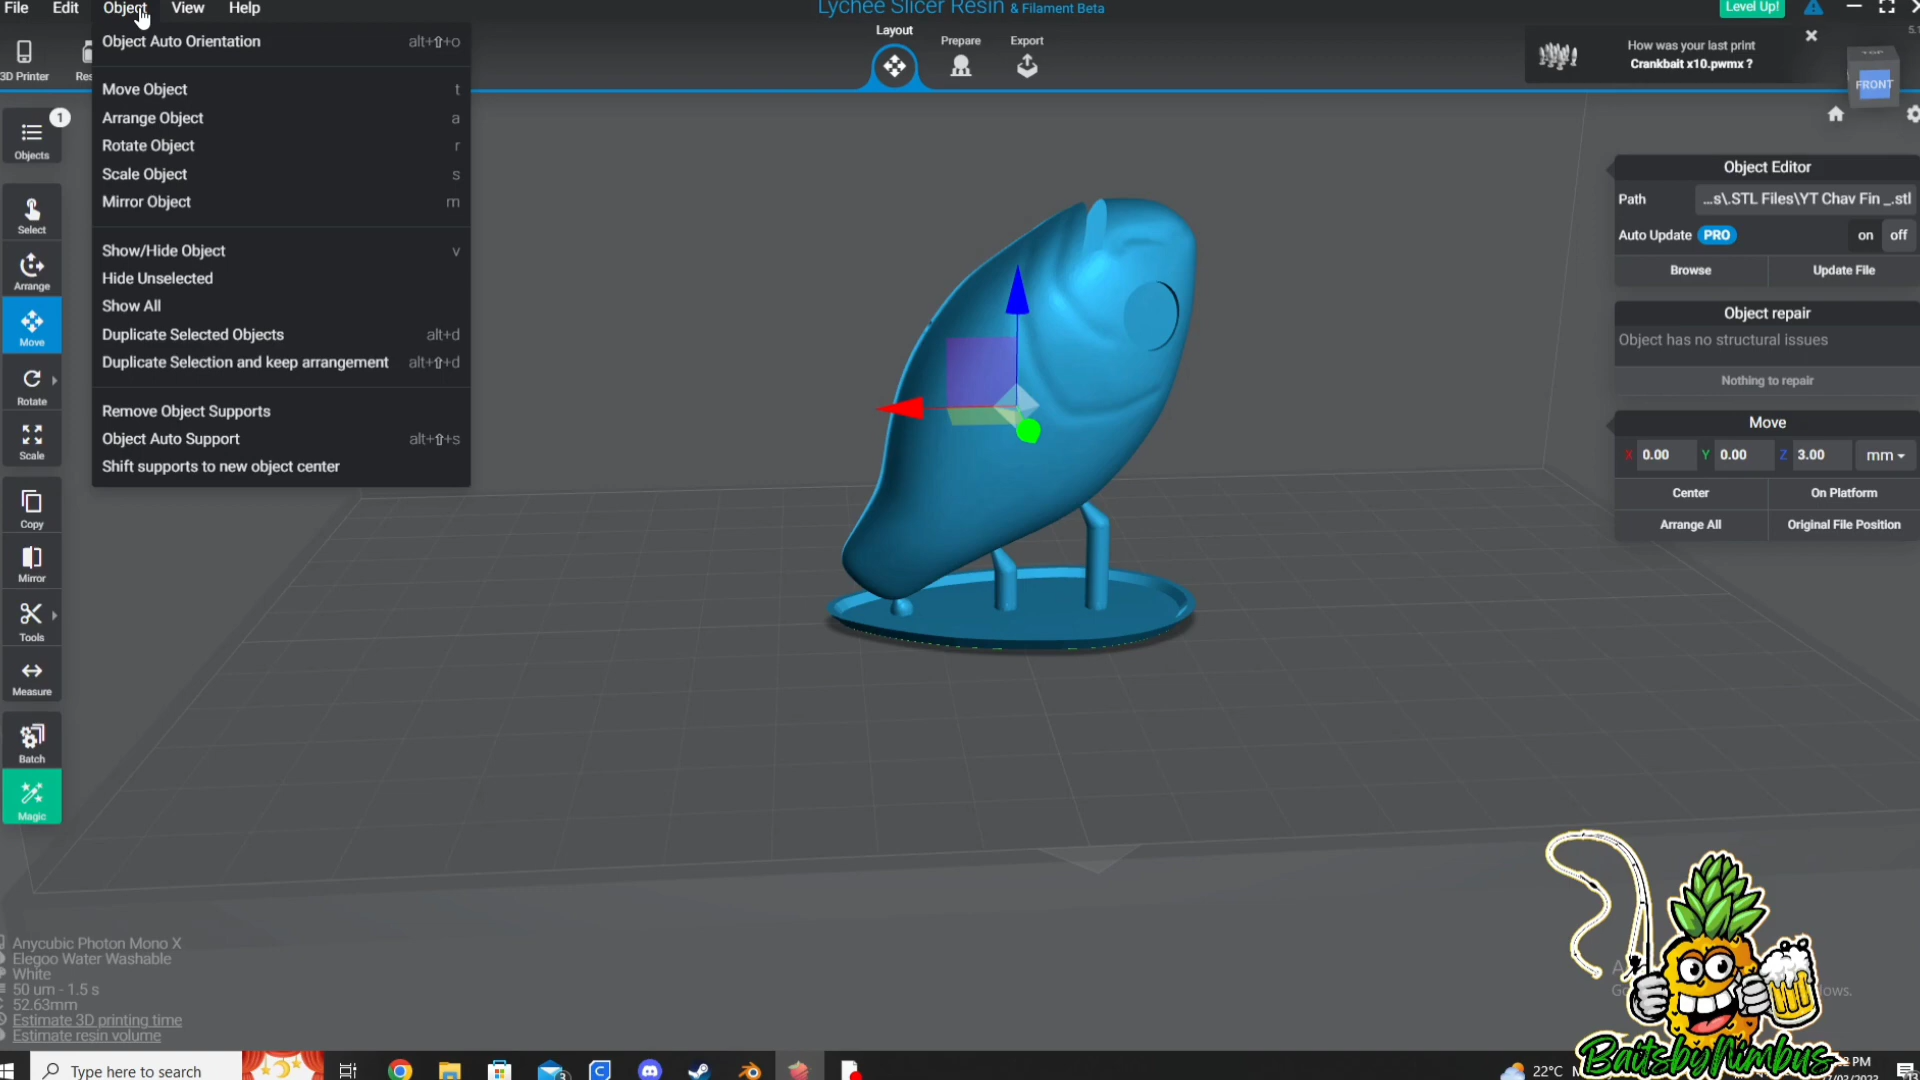 File Edit Object View Help
Lychee Slicer Resin & Filament Beta
Level Up!
5.1
3D Printer
Res
Layout
Prepare
Export
How was your last print
Crankbait x10.pwmx ?
TOP
FRONT
Object Auto Orientation alt+⇧+o
Move Object t
Arrange Object a
Rotate Object r
Scale Object s
Mirror Object m
Show/Hide Object v
Hide Unselected
Show All
Duplicate Selected Objects alt+d
Duplicate Selection and keep arrangement alt+⇧+d
Remove Object Supports
Object Auto Support alt+⇧+s
Shift supports to new object center
1
Objects
Select
Arrange
Move
Rotate
Scale
Copy
Mirror
Tools
Measure
Batch
Magic
Object Editor
Path ...s\.STL Files\YT Chav Fin _.stl
Auto Update PRO on off
Browse Update File
Object repair
Object has no structural issues
Nothing to repair
Move
X 0.00 Y 0.00 Z 3.00 mm
Center On Platform
Arrange All Original File Position
Anycubic Photon Mono X
Elegoo Water Washable
White
50 um - 1.5 s
52.63mm
Estimate 3D printing time
Estimate resin volume
BaitsbyNimbus
Type here to search
3
22°C
PM